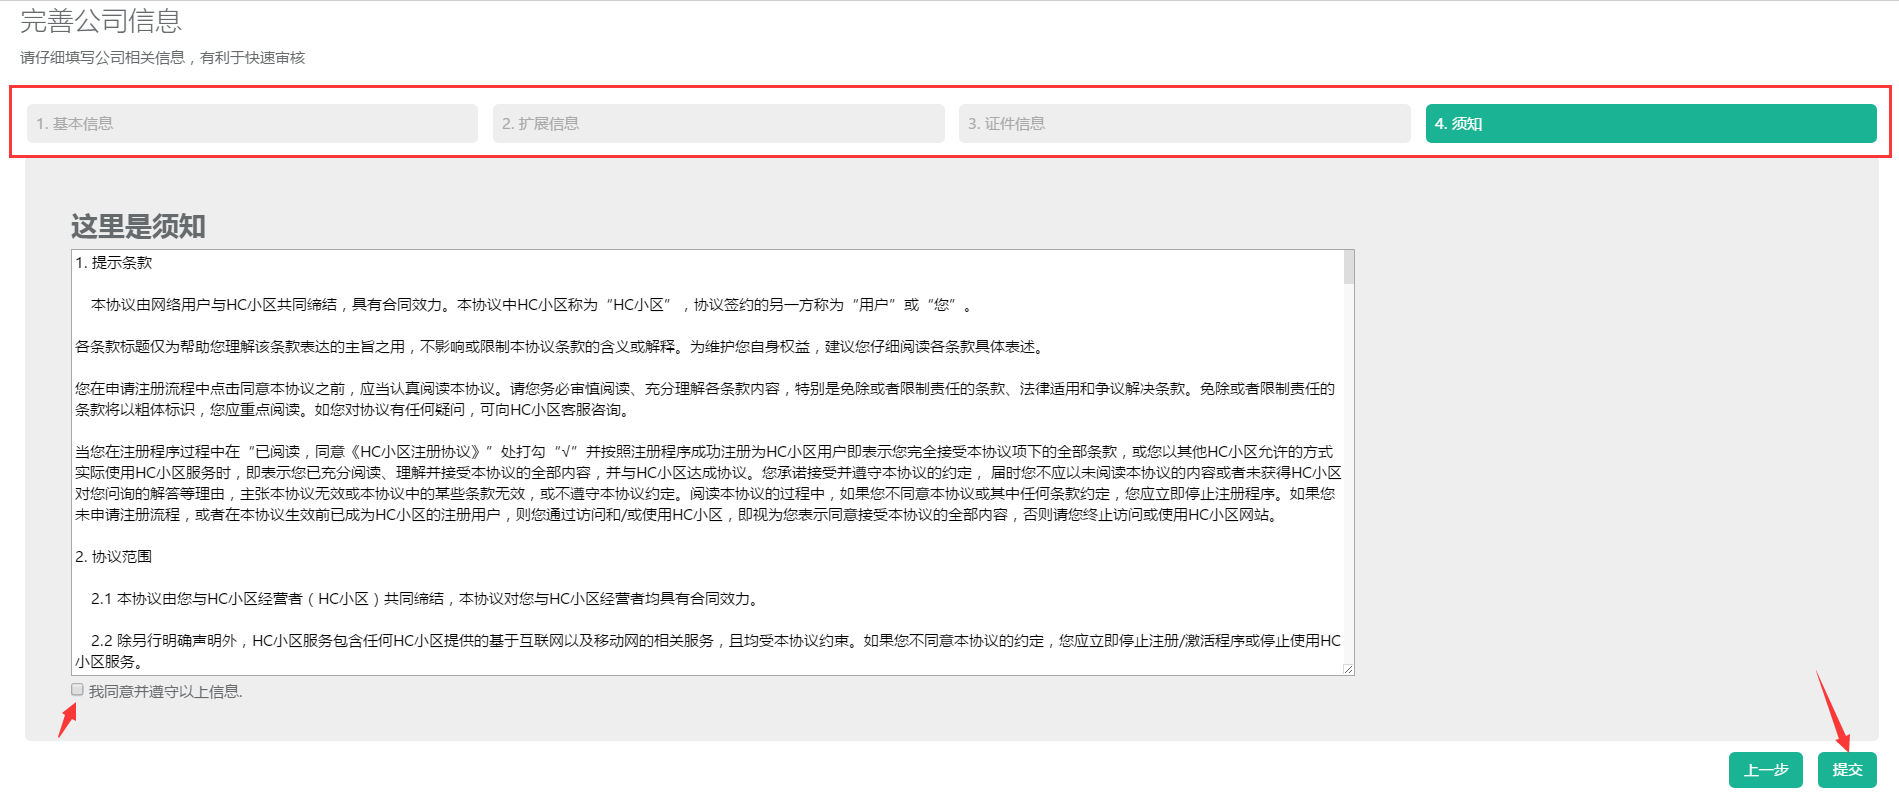 完善公司信息
请仔细填写公司相关信息，有利于快速审核
1. 基本信息
2. 扩展信息
3. 证件信息
4. 须知
这里是须知
1. 提示条款
本协议由网络用户与HC小区共同缔结，具有合同效力。本协议中HC小区称为“HC小区”，协议签约的另一方称为“用户”或“您”。
各条款标题仅为帮助您理解该条款表达的主旨之用，不影响或限制本协议条款的含义或解释。为维护您自身权益，建议您仔细阅读各条款具体表述。
您在申请注册流程中点击同意本协议之前，应当认真阅读本协议。请您务必审慎阅读、充分理解各条款内容，特别是免除或者限制责任的条款、法律适用和争议解决条款。免除或者限制责任的
条款将以粗体标识，您应重点阅读。如您对协议有任何疑问，可向HC小区客服咨询。
当您在注册程序过程中在“已阅读，同意《HC小区注册协议》”处打勾“√”并按照注册程序成功注册为HC小区用户即表示您完全接受本协议项下的全部条款，或您以其他HC小区允许的方式
实际使用HC小区服务时，即表示您已充分阅读、理解并接受本协议的全部内容，并与HC小区达成协议。您承诺接受并遵守本协议的约定， 届时您不应以未阅读本协议的内容或者未获得HC小区
对您问询的解答等理由，主张本协议无效或本协议中的某些条款无效，或不遵守本协议约定。阅读本协议的过程中，如果您不同意本协议或其中任何条款约定，您应立即停止注册程序。如果您
未申请注册流程，或者在本协议生效前已成为HC小区的注册用户，则您通过访问和/或使用HC小区，即视为您表示同意接受本协议的全部内容，否则请您终止访问或使用HC小区网站。
2. 协议范围
2.1 本协议由您与HC小区经营者（HC小区）共同缔结，本协议对您与HC小区经营者均具有合同效力。
2.2 除另行明确声明外，HC小区服务包含任何HC小区提供的基于互联网以及移动网的相关服务，且均受本协议约束。如果您不同意本协议的约定，您应立即停止注册/激活程序或停止使用HC
小区服务。
我同意并遵守以上信息.
上一步
提交